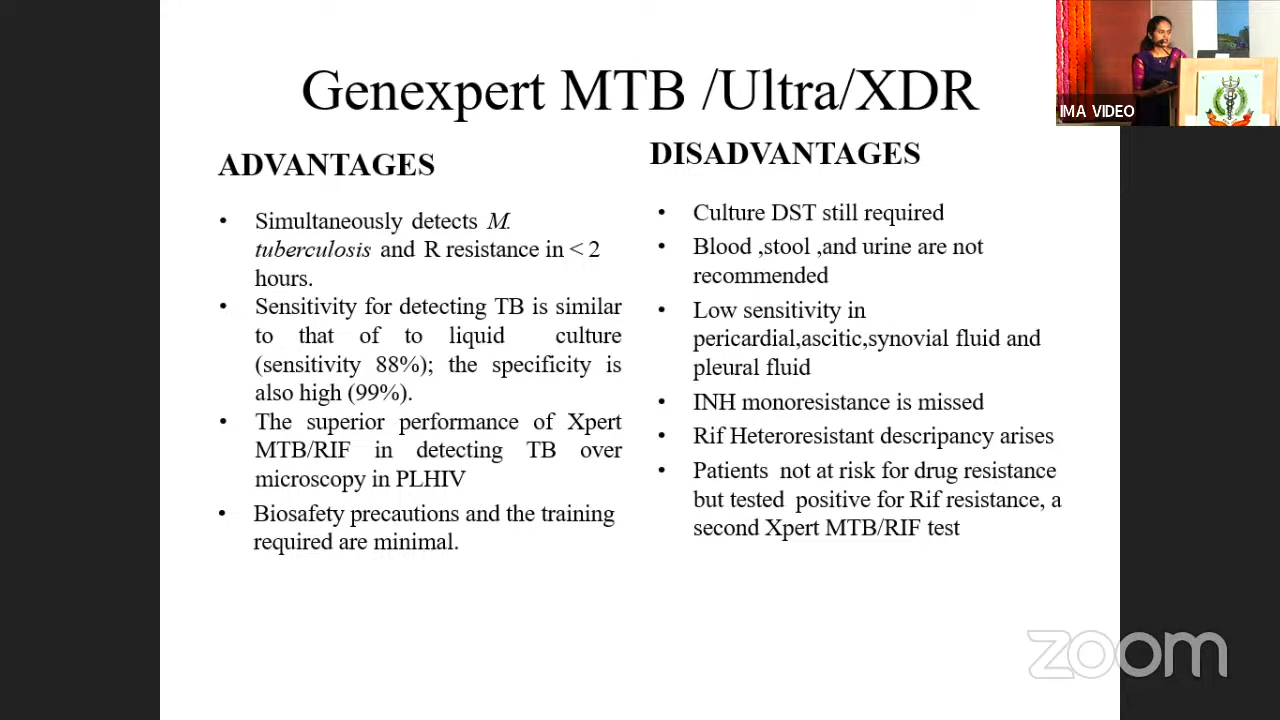 Genexpert MTB /Ultra/XDR
IMA VIDEO
ADVANTAGES
• Simultaneously detects M.
tuberculosis and R resistance in < 2
hours.
• Sensitivity for detecting TB is similar
to that of to liquid culture
(sensitivity 88%); the specificity is
also high (99%).
• The superior performance of Xpert
MTB/RIF in detecting TB over
microscopy in PLHIV
• Biosafety precautions and the training
required are minimal.
DISADVANTAGES
• Culture DST still required
• Blood ,stool ,and urine are not
recommended
• Low sensitivity in
pericardial,ascitic,synovial fluid and
pleural fluid
• INH monoresistance is missed
• Rif Heteroresistant descripancy arises
• Patients not at risk for drug resistance
but tested positive for Rif resistance, a
second Xpert MTB/RIF test
zoom